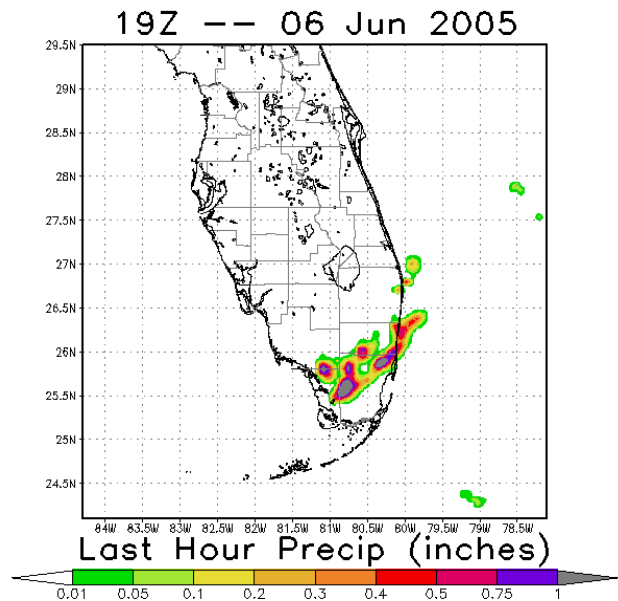 19Z -- 06 Jun 2005
29.5N
29N
28.5N
28N
27.5N
27N
26.5N
26N
25.5N
25N
24.5N
84W 83.5W 83W 82.5W 82W 81.5W 81W 80.5W 80W 79.5W 79W 78.5W
Last Hour Precip (inches)
0.01 0.05 0.1 0.2 0.3 0.4 0.5 0.75 1